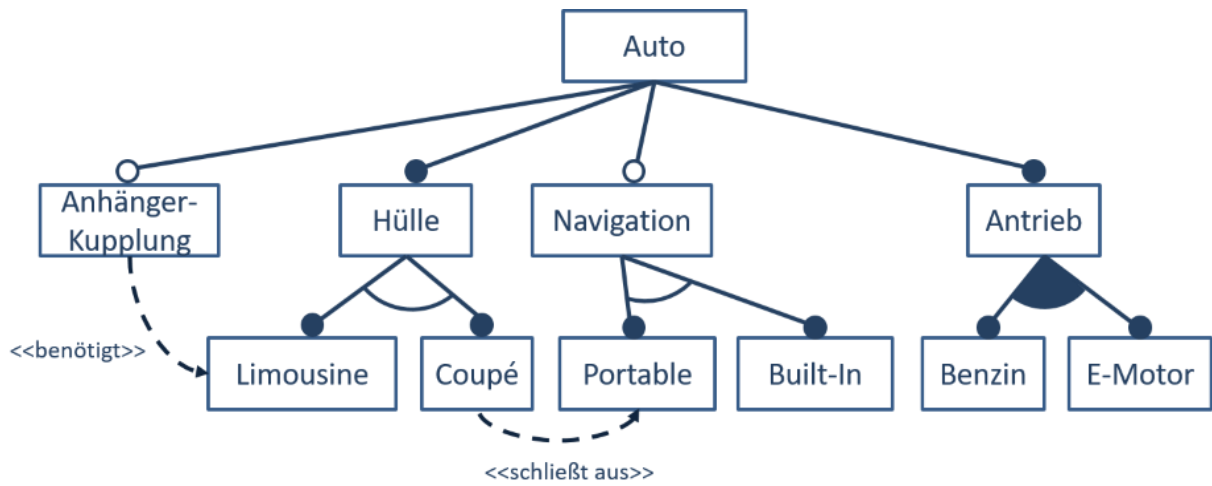 Auto
Anhänger-
Kupplung
Hülle
Navigation
Antrieb
<<benötigt>>
Limousine
Coupé
Portable
Built-In
Benzin
E-Motor
<<schließt aus>>